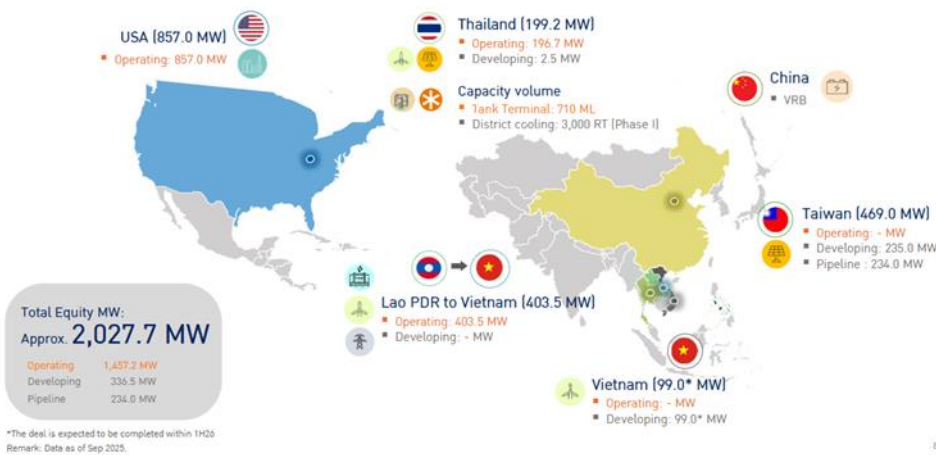 USA (857.0 MW)
▪ Operating: 857.0 MW
Thailand (199.2 MW)
▪ Operating: 196.7 MW
▪ Developing: 2.5 MW
Capacity volume
▪ Tank Terminal: 710 ML
▪ District cooling: 3,000 RT (Phase I)
China
▪ VRB
Taiwan (469.0 MW)
▪ Operating: - MW
▪ Developing: 235.0 MW
▪ Pipeline : 234.0 MW
Lao PDR to Vietnam (403.5 MW)
▪ Operating: 403.5 MW
▪ Developing: - MW
Vietnam (99.0* MW)
▪ Operating: - MW
▪ Developing: 99.0* MW
Total Equity MW:
Approx. 2,027.7 MW
Operating 1,457.2 MW
Developing 336.5 MW
Pipeline 234.0 MW
*The deal is expected to be completed within 1H26
Remark: Data as of Sep 2025.